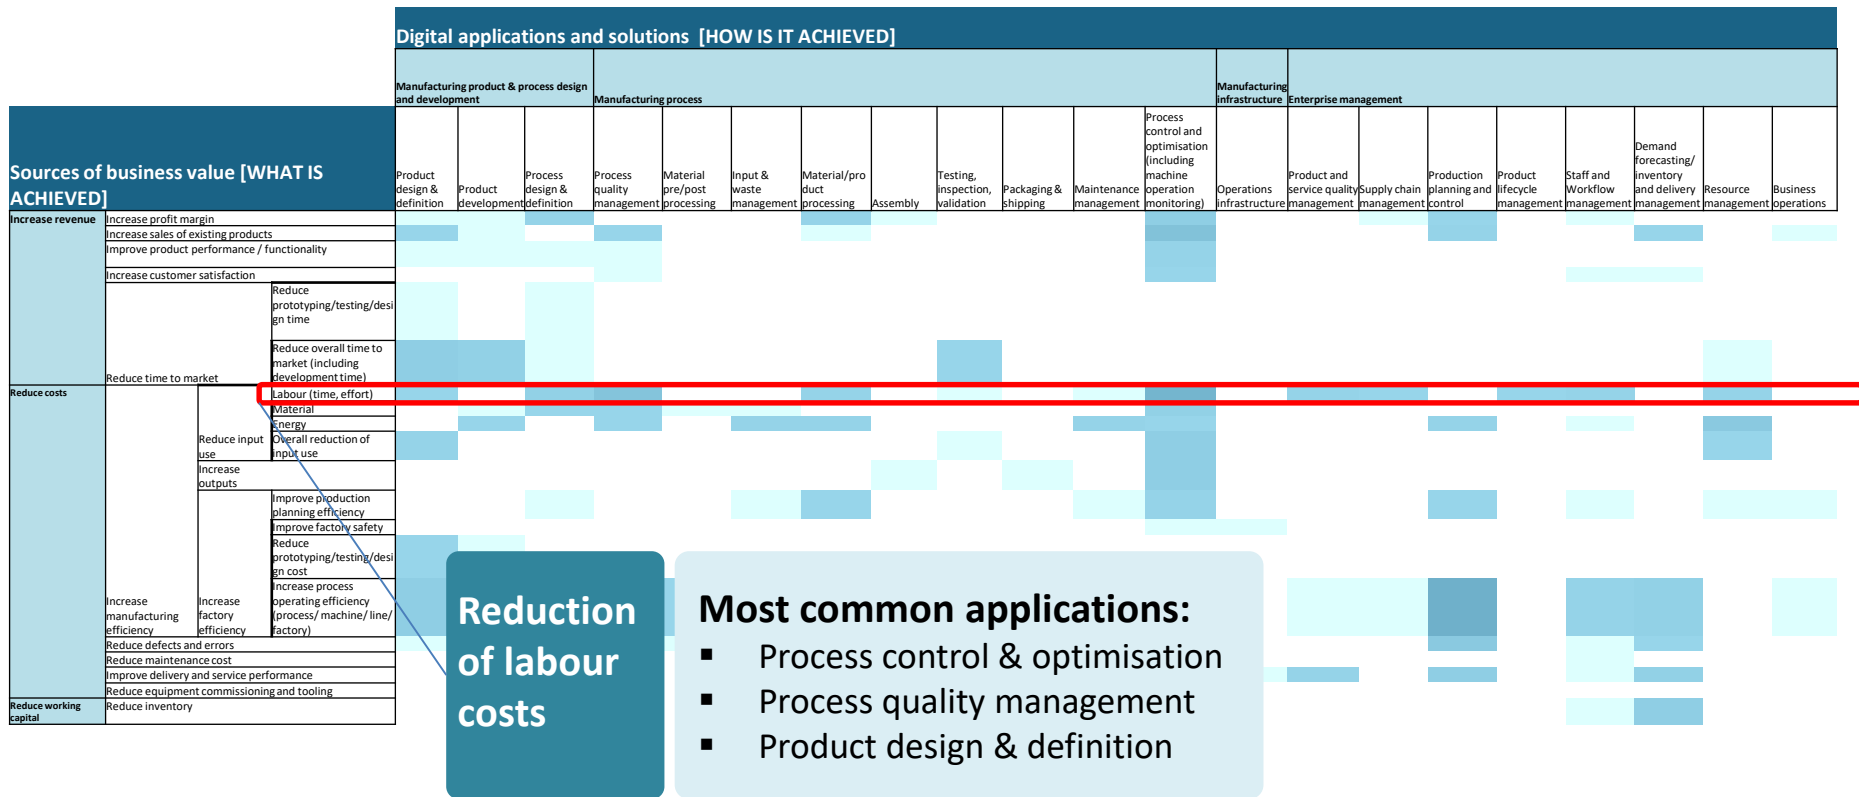 Digital applications and solutions [HOW IS IT ACHIEVED]
Manufacturing product & process design
and development
Manufacturing process
Manufacturing
infrastructure
Enterprise management
Sources of business value [WHAT IS
ACHIEVED]
Product
design &
definition
Product
development
Process
design &
definition
Process
quality
management
Material
pre/post
processing
Input &
waste
management
Material/pro
duct
processing
Assembly
Testing,
inspection,
validation
Packaging &
shipping
Maintenance
management
Process
control and
optimisation
(including
machine
operation
monitoring)
Operations
infrastructure
Product and
service quality
management
Supply chain
management
Production
planning and
control
Product
lifecycle
management
Staff and
Workflow
management
Demand
forecasting/
inventory
and delivery
management
Resource
management
Business
operations
Increase revenue
Increase profit margin
Increase sales of existing products
Improve product performance / functionality
Increase customer satisfaction
Reduce time to market
Reduce
prototyping/testing/desi
gn time
Reduce overall time to
market (including
development time)
Reduce costs
Increase
manufacturing
efficiency
Reduce input
use
Labour (time, effort)
Material
Energy
Overall reduction of
input use
Increase
outputs
Increase
factory
efficiency
Improve production
planning efficiency
Improve factory safety
Reduce
prototyping/testing/desi
gn cost
Increase process
operating efficiency
(process/ machine/ line/
factory)
Reduce defects and errors
Reduce maintenance cost
Improve delivery and service performance
Reduce equipment commissioning and tooling
Reduce working
capital
Reduce inventory
Reduction
of labour
costs
Most common applications:
▪ Process control & optimisation
▪ Process quality management
▪ Product design & definition